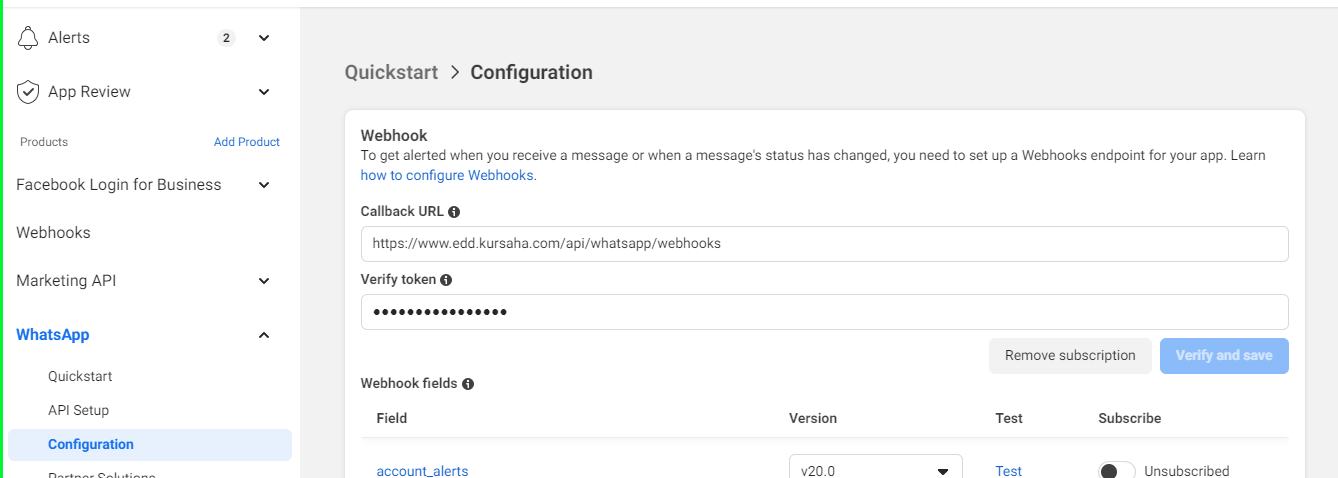 Alerts 2
App Review
Products Add Product
Facebook Login for Business
Webhooks
Marketing API
WhatsApp
Quickstart
API Setup
Configuration
Partner Solutions
Quickstart > Configuration
Webhook
To get alerted when you receive a message or when a message's status has changed, you need to set up a Webhooks endpoint for your app. Learn
how to configure Webhooks.
Callback URL
https://www.edd.kursaha.com/api/whatsapp/webhooks
Verify token
••••••••••••••••
Remove subscription Verify and save
Webhook fields
Field Version Test Subscribe
account_alerts v20.0 Test Unsubscribed